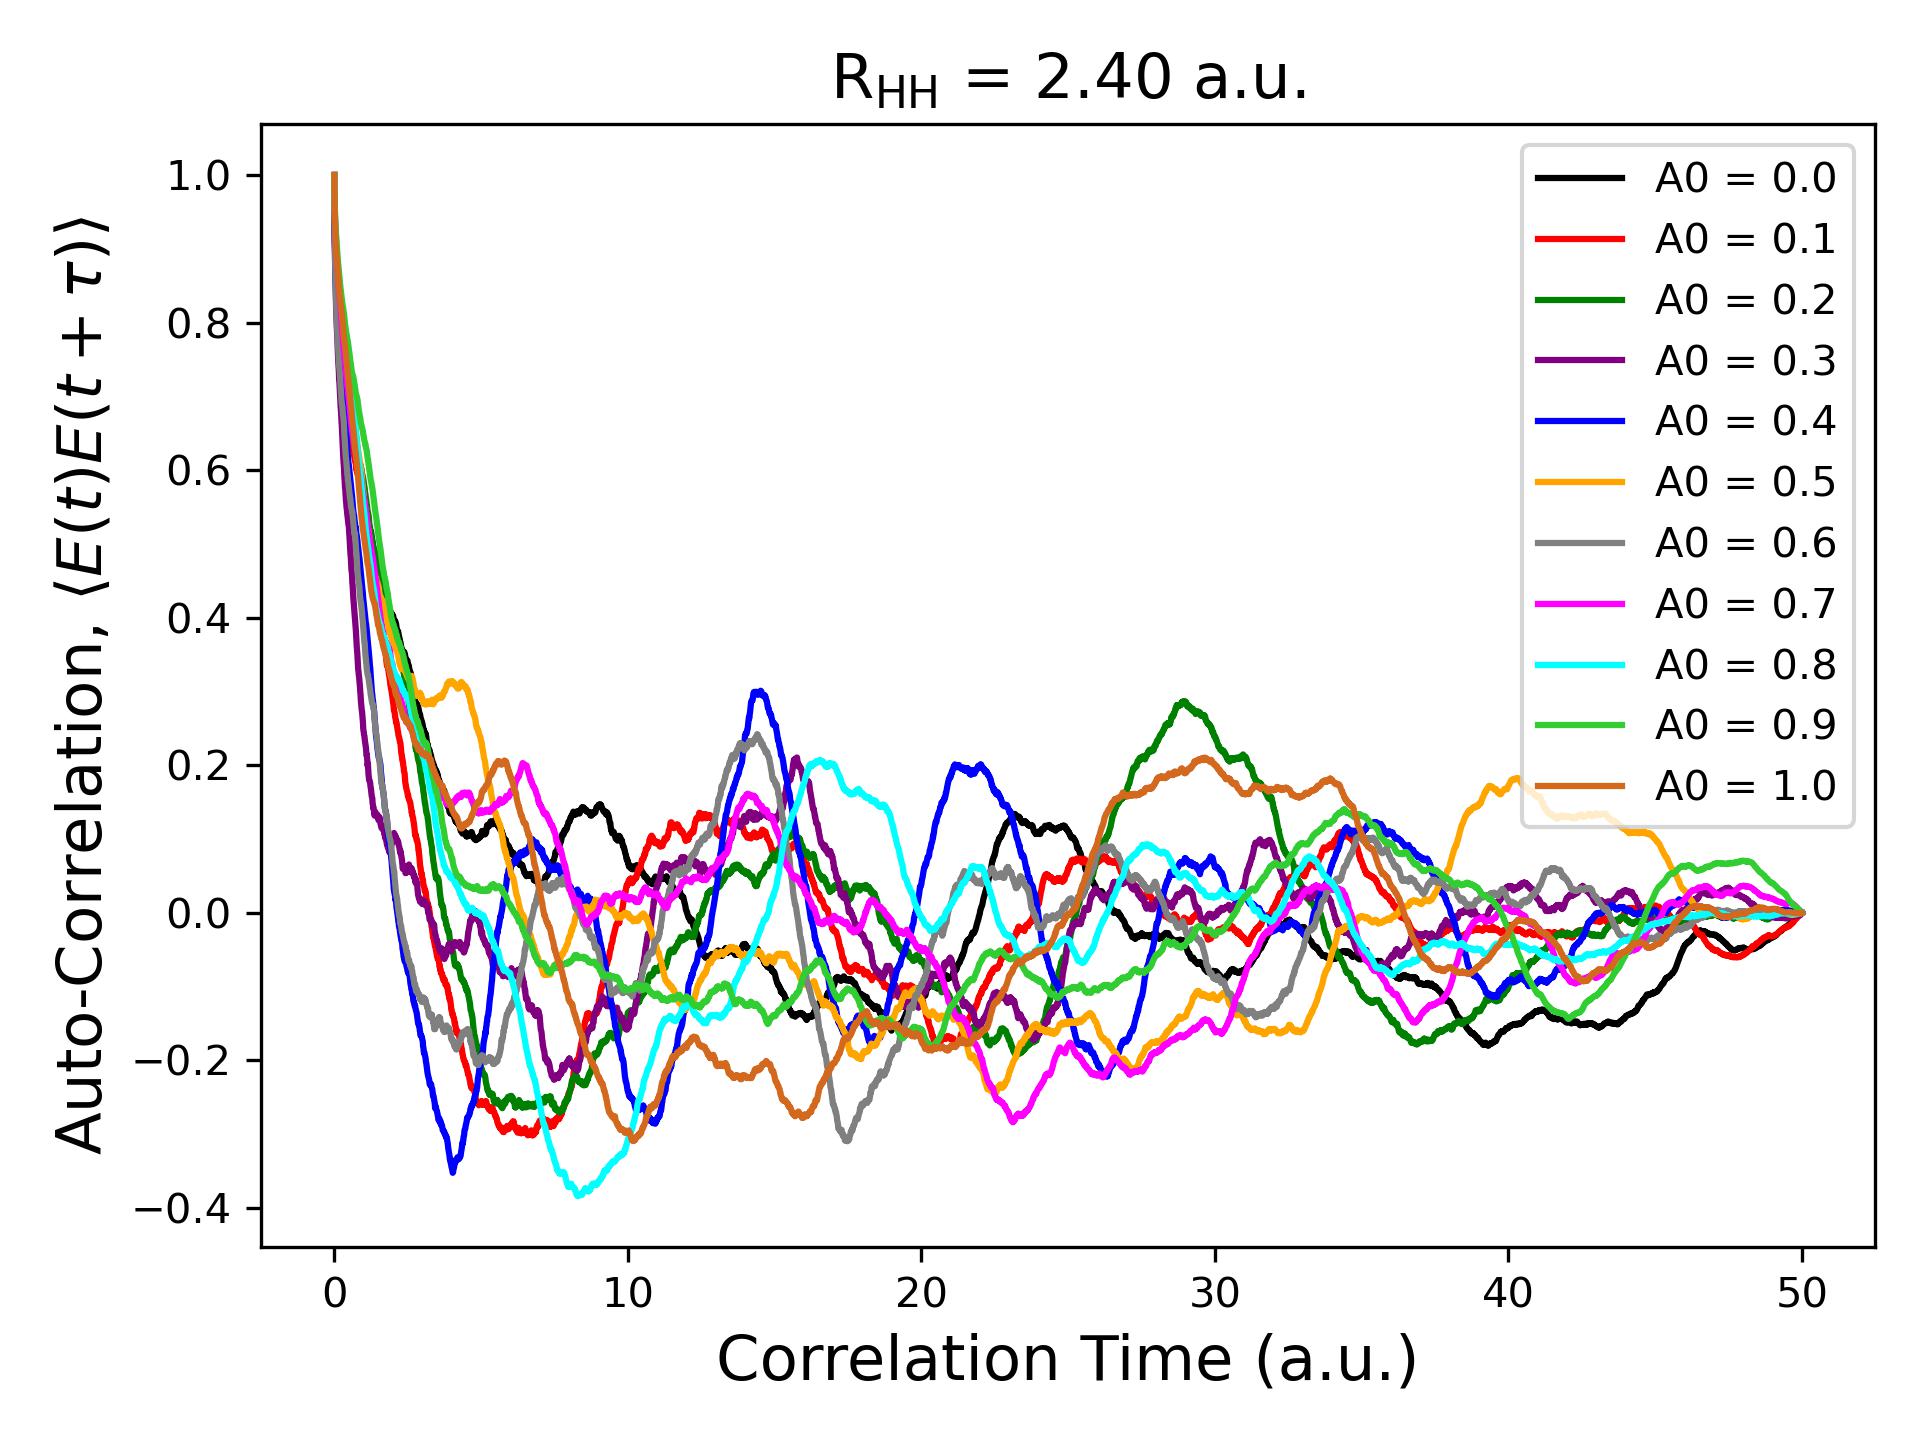 R_HH = 2.40 a.u.
Auto-Correlation, ⟨E(t)E(t + τ)⟩
1.0
0.8
0.6
0.4
0.2
0.0
−0.2
−0.4
A0 = 0.0
A0 = 0.1
A0 = 0.2
A0 = 0.3
A0 = 0.4
A0 = 0.5
A0 = 0.6
A0 = 0.7
A0 = 0.8
A0 = 0.9
A0 = 1.0
0 10 20 30 40 50
Correlation Time (a.u.)